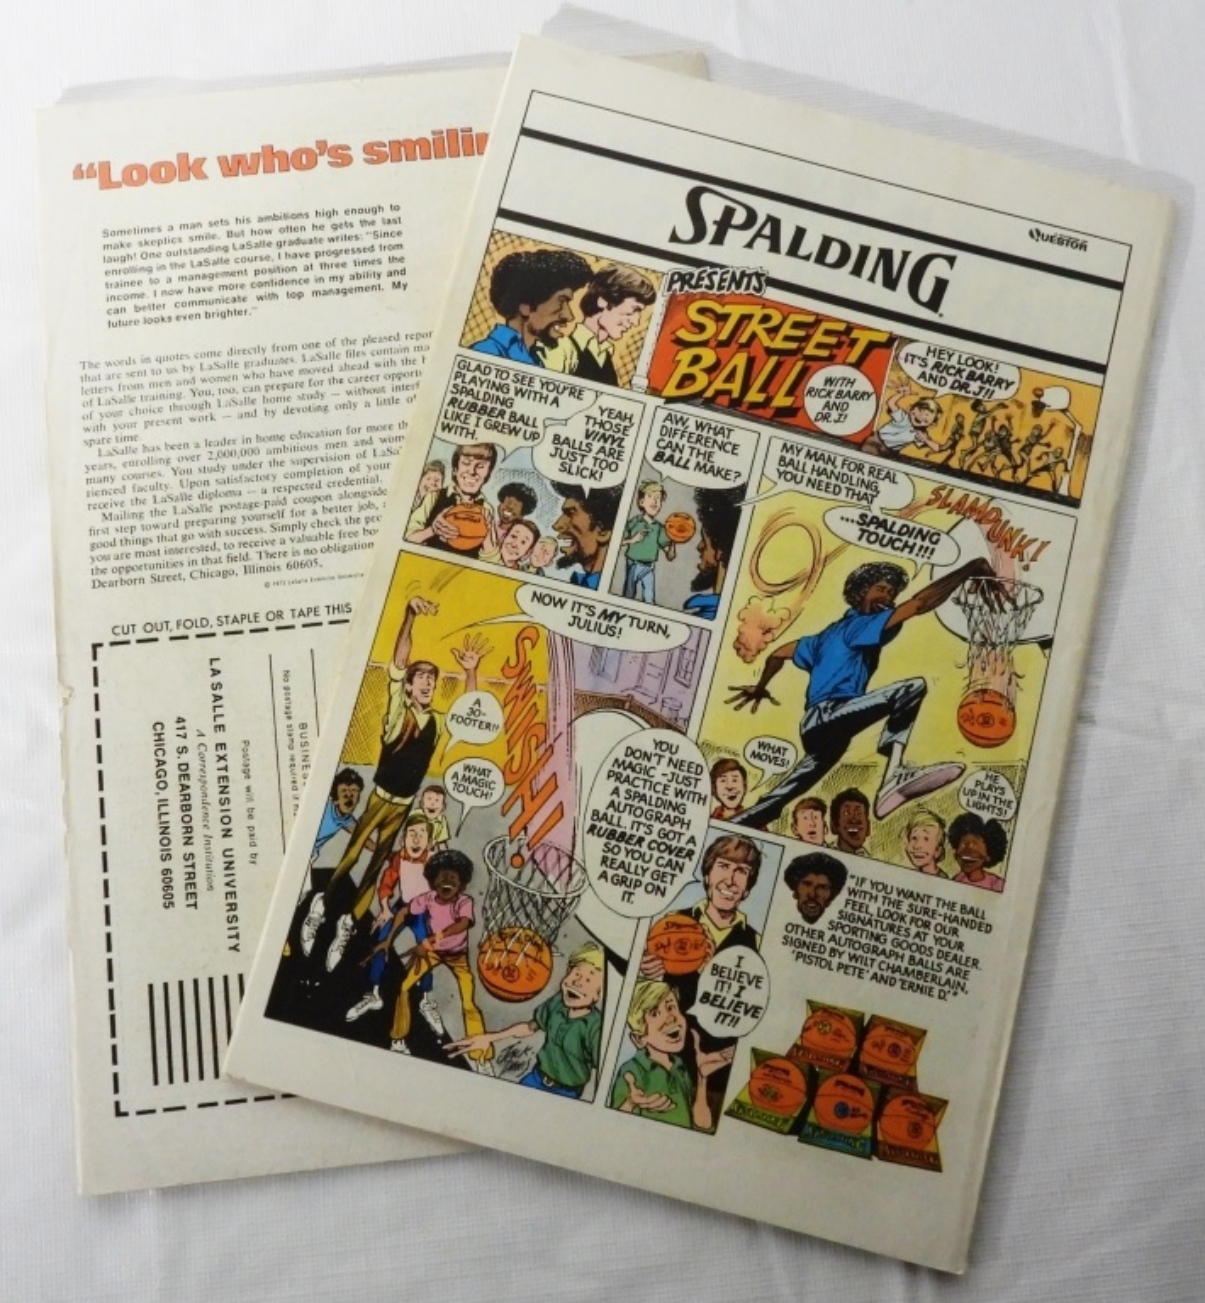 “Look who’s smilin
Sometimes a man sets his ambitions high enough to
make skeptics smile. But how often he gets the last
laugh! One outstanding LaSalle graduate writes: “Since
enrolling in the LaSalle course, I have progressed from
trainee to a management position at three times the
income. I now have more confidence in my ability and
can better communicate with top management. My
future looks even brighter.”
The words in quotes come directly from one of the pleased repor
that are sent to us by LaSalle graduates. LaSalle files contain ma
letters from men and women who have moved ahead with the
of LaSalle training. You, too, can prepare for the career opport
of your choice through LaSalle home study — without interf
with your present work — and by devoting only a little of
spare time.
LaSalle has been a leader in home education for more th
years, enrolling over 2,000,000 ambitious men and wom
many courses. You study under the supervision of LaSa
rienced faculty. Upon satisfactory completion of your
receive the LaSalle diploma — a respected credential,
Mailing the LaSalle postage-paid coupon alongside
first step toward preparing yourself for a better job,
good things that go with success. Simply check the pro
you are most interested, to receive a valuable free boo
the opportunities in that field. There is no obligation
Dearborn Street, Chicago, Illinois 60605.
© 1975 LaSalle Extension University
CUT OUT, FOLD, STAPLE OR TAPE THIS
No postage stamp required if
BUSINE
Postage will be paid by
LA SALLE EXTENSION UNIVERSITY
A Correspondence Institution
417 S. DEARBORN STREET
CHICAGO, ILLINOIS 60605
SPALDING
QUESTOR
PRESENTS
STREET
BALL
WITH
RICK BARRY
AND
DR. J!
HEY LOOK!
IT'S RICK BARRY
AND DR. J!!
GLAD TO SEE YOU'RE
PLAYING WITH A
SPALDING
RUBBER BALL
LIKE I GREW UP
WITH.
YEAH,
THOSE
VINYL
BALLS ARE
JUST TOO
SLICK!
AW, WHAT
DIFFERENCE
CAN THE
BALL MAKE?
MY MAN, FOR REAL
BALL HANDLING,
YOU NEED THAT
...SPALDING
TOUCH!!!
SLAMDUNK!
WHAT
MOVES!
HE
PLAYS
UP IN THE
LIGHTS!
NOW IT'S MY TURN,
JULIUS!
SWISH!
A
30-
FOOTER!!
WHAT
A MAGIC
TOUCH!
YOU
DON'T NEED
MAGIC - JUST
PRACTICE WITH
A SPALDING
AUTOGRAPH
BALL. IT'S GOT A
RUBBER COVER
SO YOU CAN
REALLY GET
A GRIP ON
IT.
I
BELIEVE
IT! I
BELIEVE
IT!!
"IF YOU WANT THE BALL
WITH THE SURE-HANDED
FEEL, LOOK FOR OUR
SIGNATURES AT YOUR
SPORTING GOODS DEALER.
OTHER AUTOGRAPH BALLS ARE
SIGNED BY WILT CHAMBERLAIN,
'PISTOL PETE' AND 'ERNIE D.'"